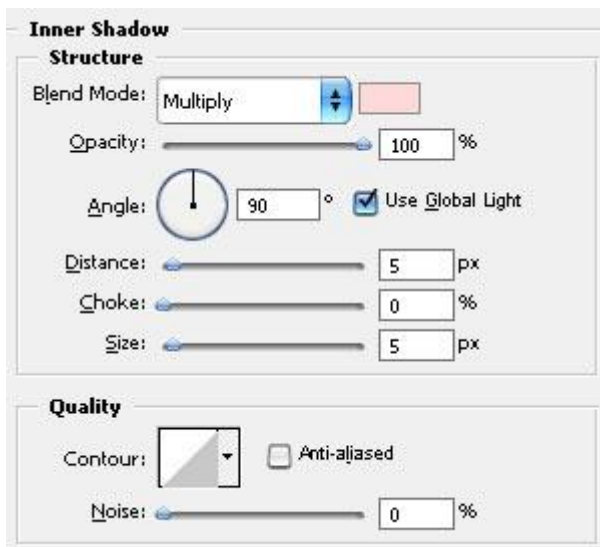 Inner Shadow
Structure
Blend Mode: Multiply
Opacity: 100 %
Angle: 90 ° Use Global Light
Distance: 5 px
Choke: 0 %
Size: 5 px
Quality
Contour: Anti-aliased
Noise: 0 %